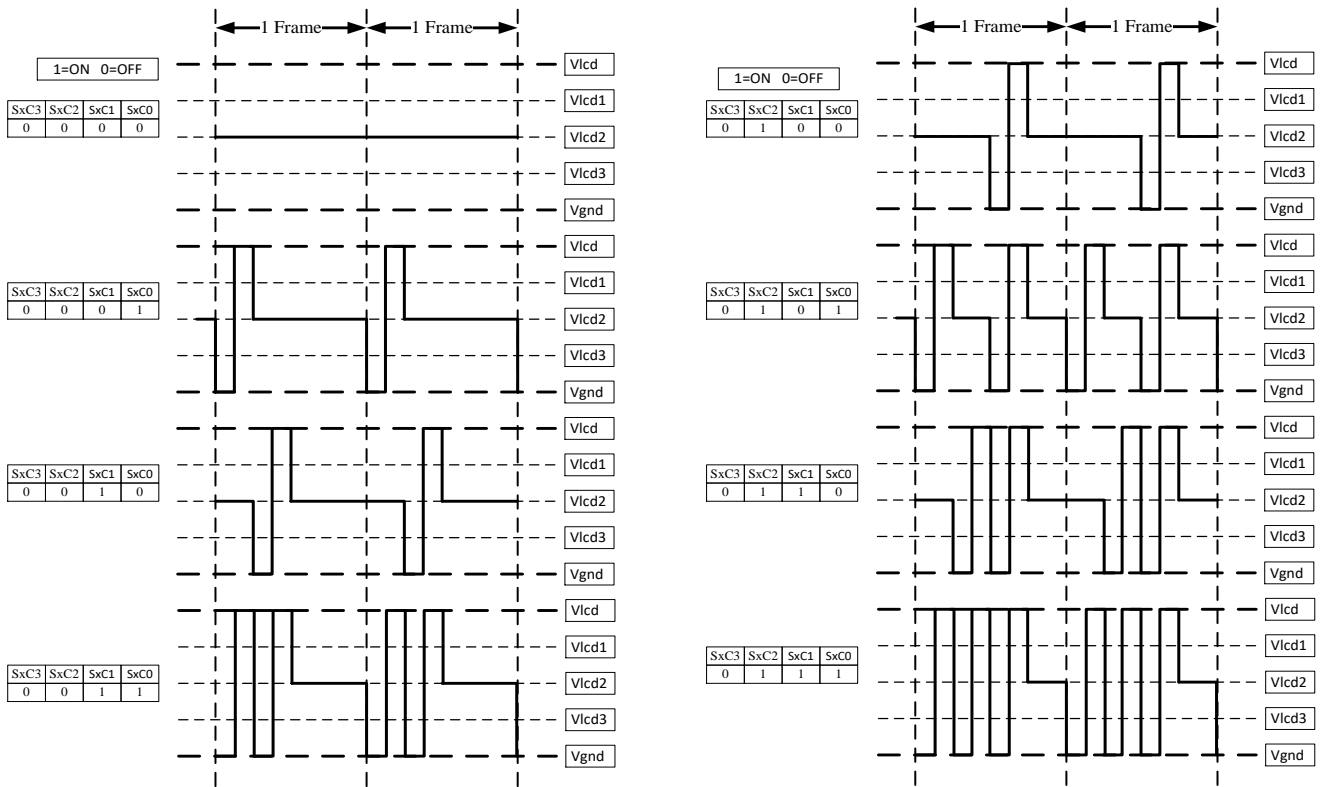 1 Frame 1 Frame
1=ON 0=OFF
Vlcd
Vlcd1
SxC3 SxC2 SxC1 SxC0
0 0 0 0
Vlcd2
Vlcd3
Vgnd
Vlcd
Vlcd1
SxC3 SxC2 SxC1 SxC0
0 0 0 1
Vlcd2
Vlcd3
Vgnd
Vlcd
Vlcd1
SxC3 SxC2 SxC1 SxC0
0 0 1 0
Vlcd2
Vlcd3
Vgnd
Vlcd
Vlcd1
SxC3 SxC2 SxC1 SxC0
0 0 1 1
Vlcd2
Vlcd3
Vgnd
1 Frame 1 Frame
1=ON 0=OFF
Vlcd
Vlcd1
SxC3 SxC2 SxC1 SxC0
0 1 0 0
Vlcd2
Vlcd3
Vgnd
Vlcd
Vlcd1
SxC3 SxC2 SxC1 SxC0
0 1 0 1
Vlcd2
Vlcd3
Vgnd
Vlcd
Vlcd1
SxC3 SxC2 SxC1 SxC0
0 1 1 0
Vlcd2
Vlcd3
Vgnd
Vlcd
Vlcd1
SxC3 SxC2 SxC1 SxC0
0 1 1 1
Vlcd2
Vlcd3
Vgnd